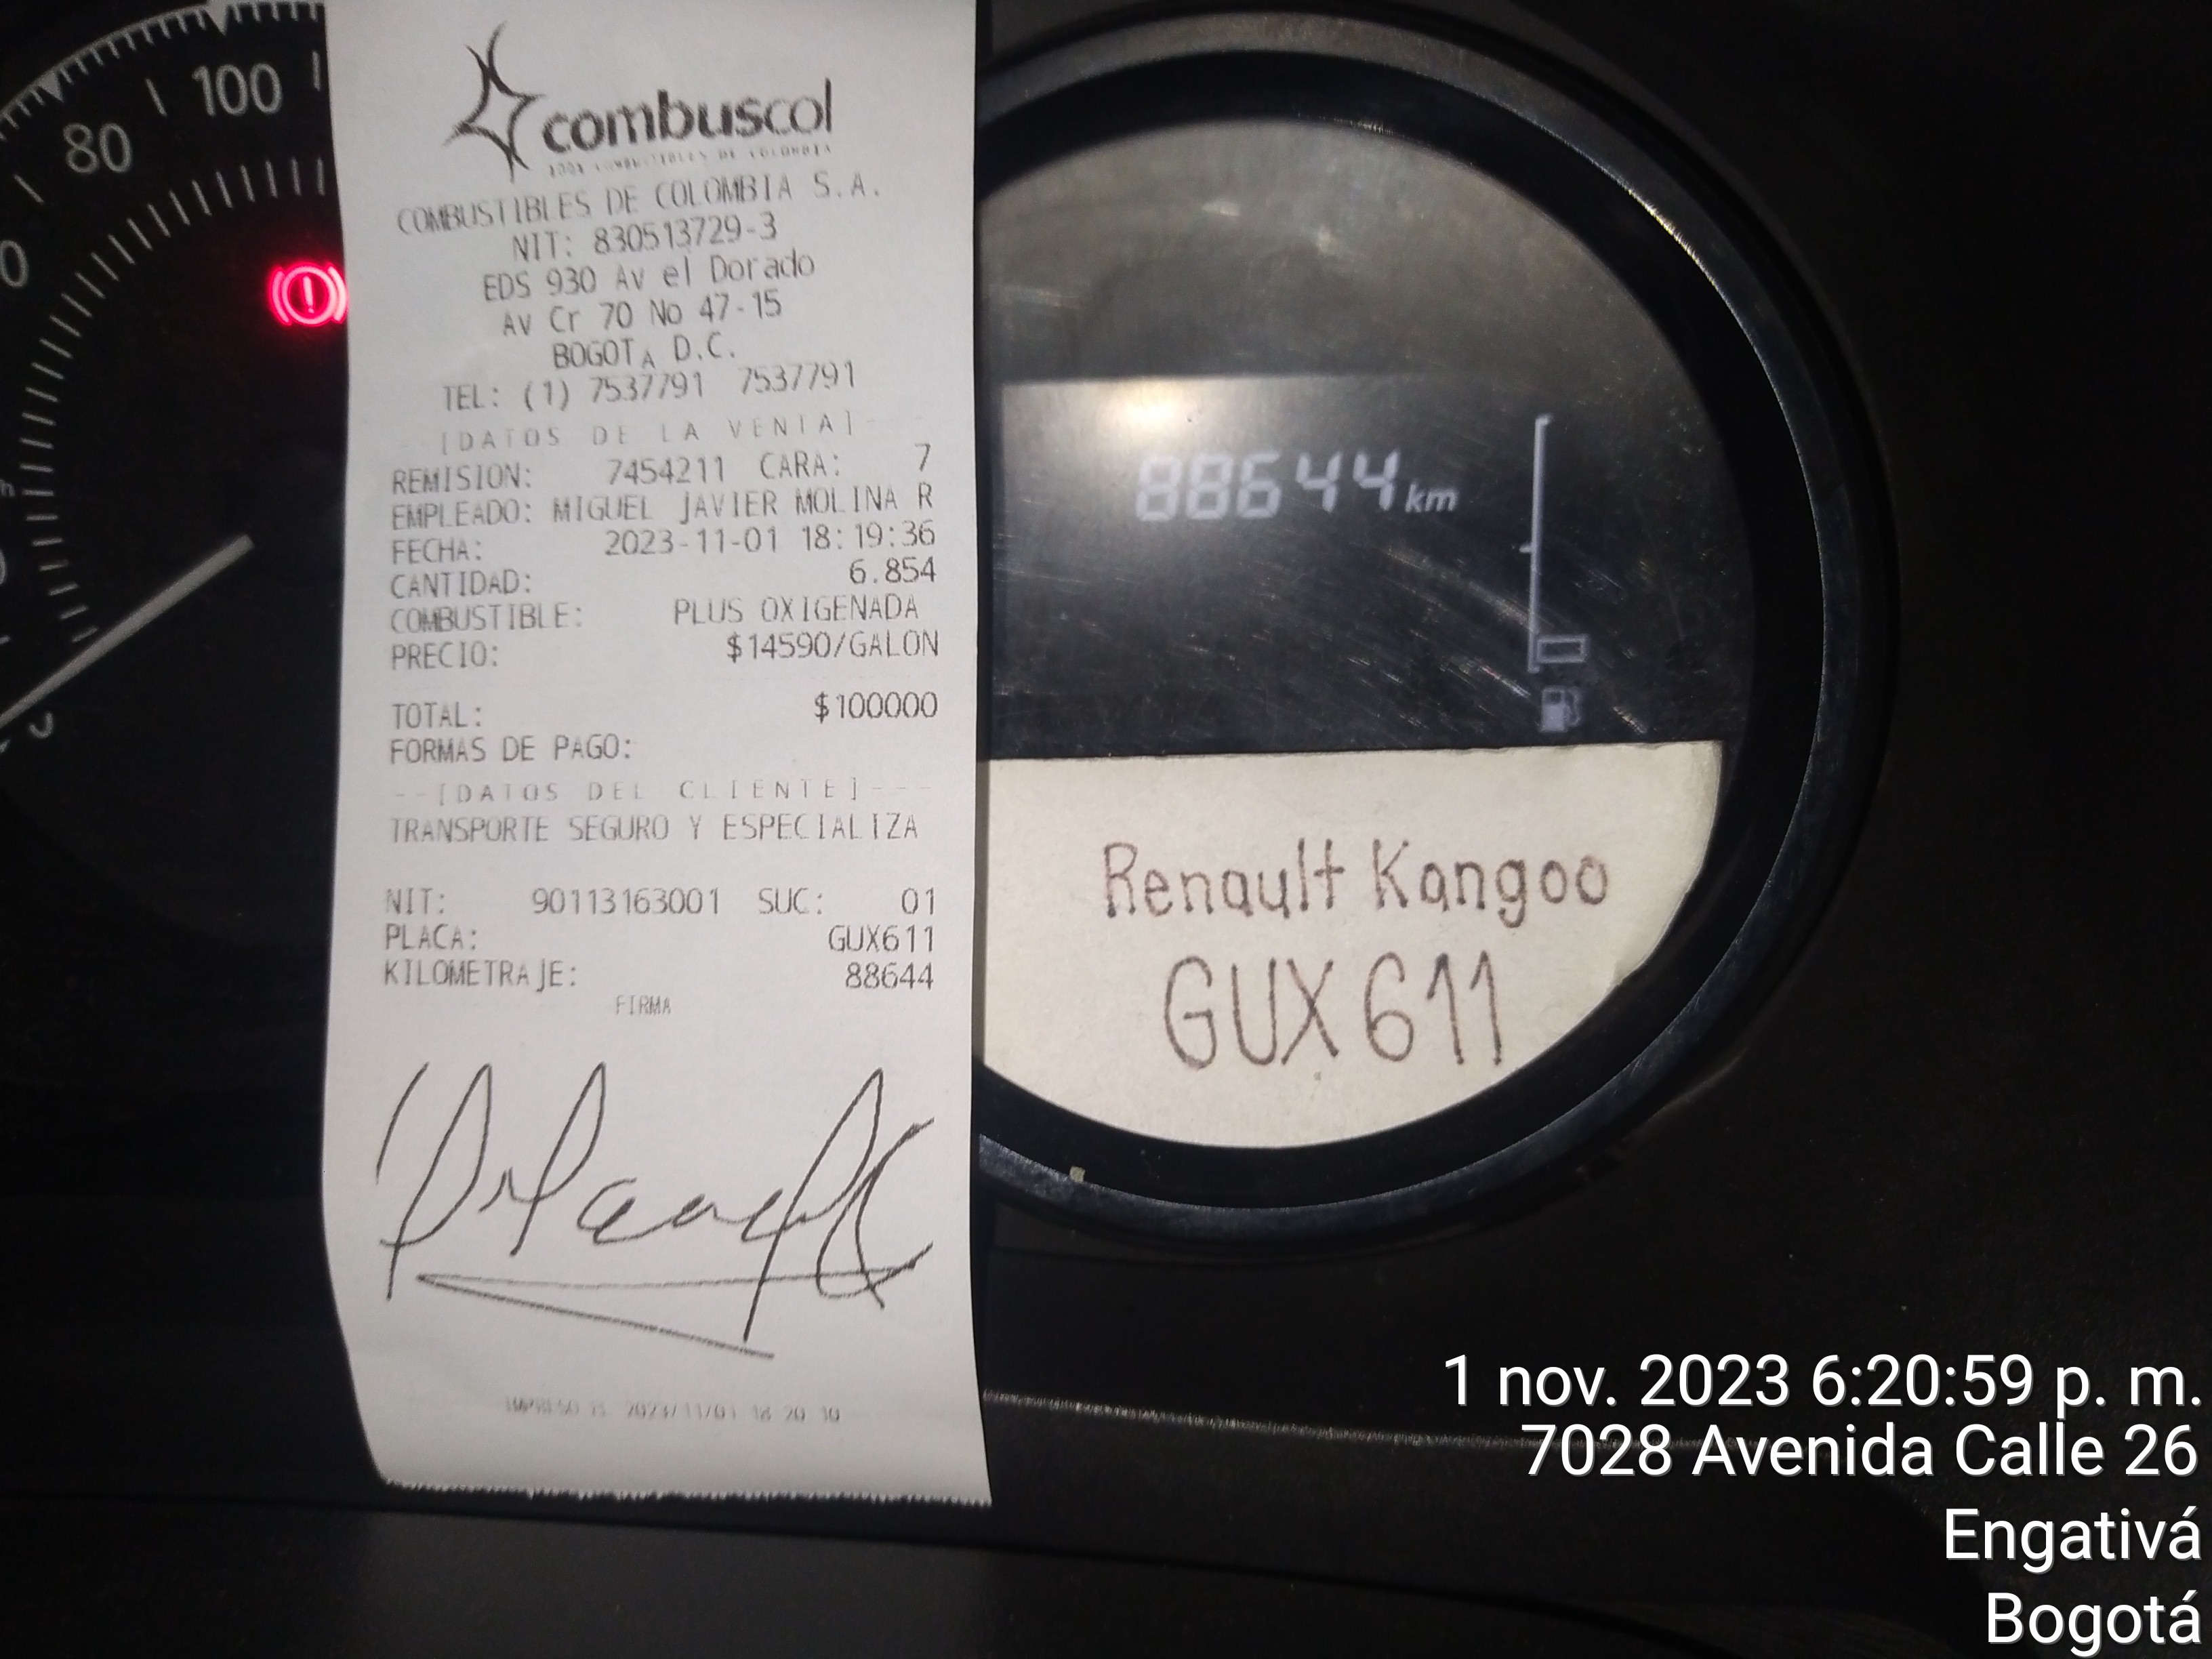 80
100
combuscol
COMBUSTIBLES DE COLOMBIA S.A.
NIT: 830513729-3
EDS 930 Av el Dorado
Av Cr 70 No 47-15
BOGOTA D.C.
TEL: (1) 7537791 7537791
[DATOS DE LA VENTA]
REMISION: 7454211 CARA: 7
EMPLEADO: MIGUEL JAVIER MOLINA R
FECHA: 2023-11-01 18:19:36
CANTIDAD: 6.854
COMBUSTIBLE: PLUS OXIGENADA
PRECIO: $14590/GALON
TOTAL: $100000
FORMAS DE PAGO:
--[DATOS DEL CLIENTE]---
TRANSPORTE SEGURO Y ESPECIALIZA
NIT: 90113163001 SUC: 01
PLACA: GUX611
KILOMETRAJE: 88644
FIRMA
88644 km
Renault Kangoo
GUX611
1 nov. 2023 6:20:59 p. m.
7028 Avenida Calle 26
Engativá
Bogotá